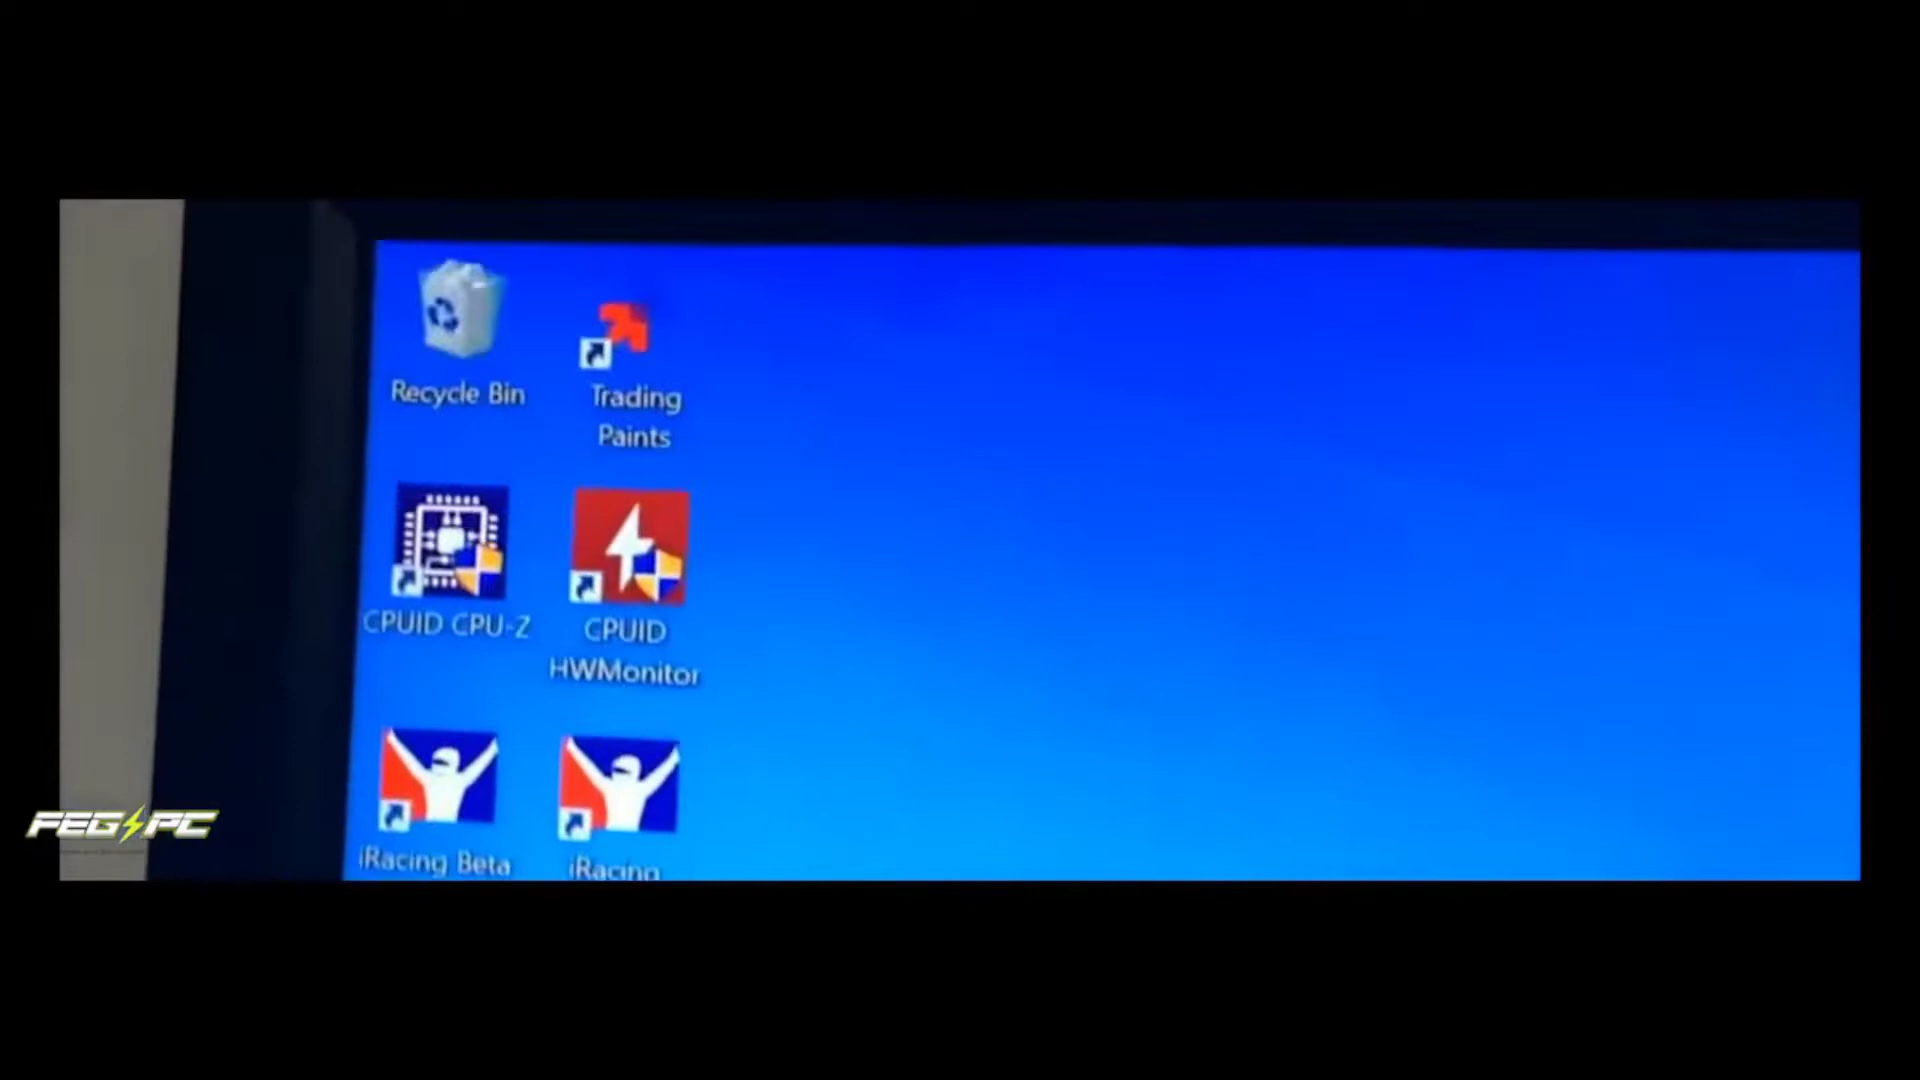 Recycle Bin
Trading
Paints
CPUID CPU-Z
CPUID
HWMonitor
iRacing Beta
iRacing
FEG PC